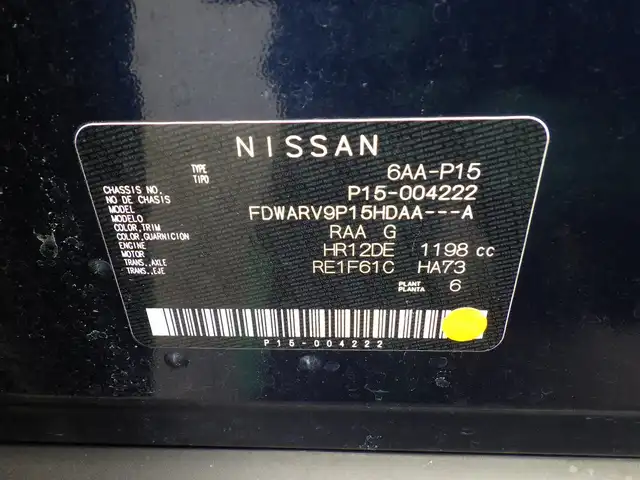 NISSAN
TYPE 6AA-P15
TIPO
CHASSIS NO. P15-004222
NO DE CHASIS
MODEL FDWARV9P15HDAA---A
MODELO
COLOR,TRIM RAA G
COLOR,GUARNICION
ENGINE HR12DE 1198 cc
MOTOR
TRANS.,AXLE RE1F61C HA73
TRANS.,EJE
PLANT 6
PLANTA
P15-004222